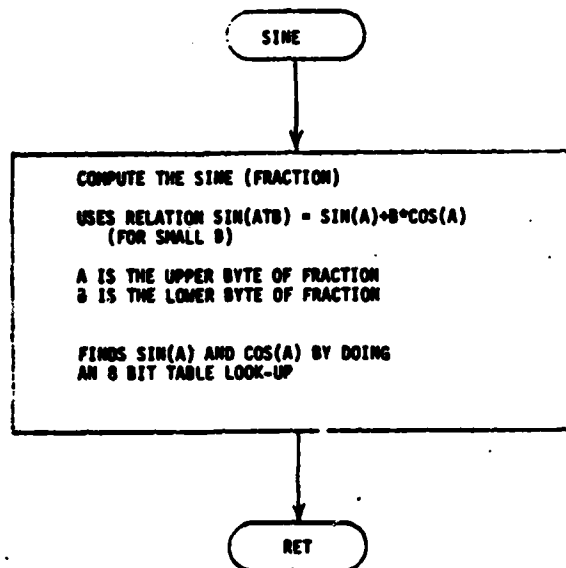 SINE
COMPUTE THE SINE (FRACTION)
USES RELATION SIN(ATB) = SIN(A)+B*COS(A)
(FOR SMALL B)
A IS THE UPPER BYTE OF FRACTION
B IS THE LOWER BYTE OF FRACTION
FINDS SIN(A) AND COS(A) BY DOING
AN 8 BIT TABLE LOOK-UP
RET